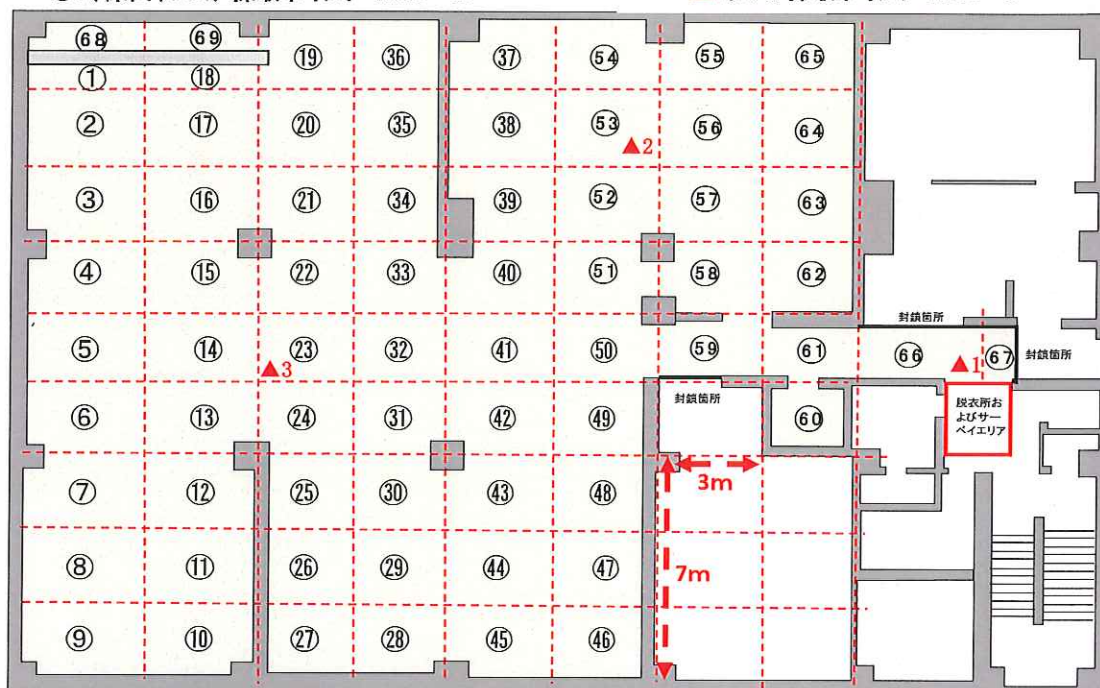 68 69 19 36 37 54 55 65
① ⑱
② ⑰ ⑳ 35 38 53 56 64
▲2
③ ⑯ 21 34 39 52 57 63
④ ⑮ 22 33 40 51 58 62
封鎖箇所
⑤ ⑭ 23 32 41 50 59 61 66 67
封鎖箇所
▲3
▲1
封鎖箇所
脱衣所お
よびサー
ベイエリア
⑥ ⑬ 24 31 42 49 60
3m
⑦ ⑫ 25 30 43 48
7m
⑧ ⑪ 26 29 44 47
⑨ ⑩ 27 28 45 46